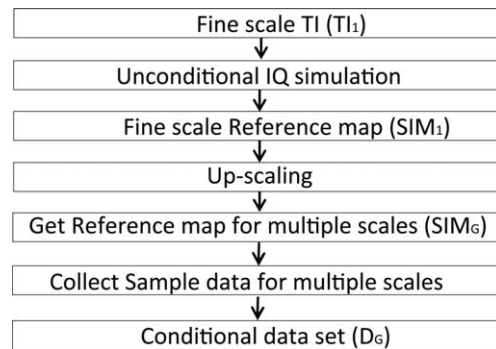 Fine scale TI (TI₁)
Unconditional IQ simulation
Fine scale Reference map (SIM₁)
Up-scaling
Get Reference map for multiple scales (SIMG)
Collect Sample data for multiple scales
Conditional data set (DG)